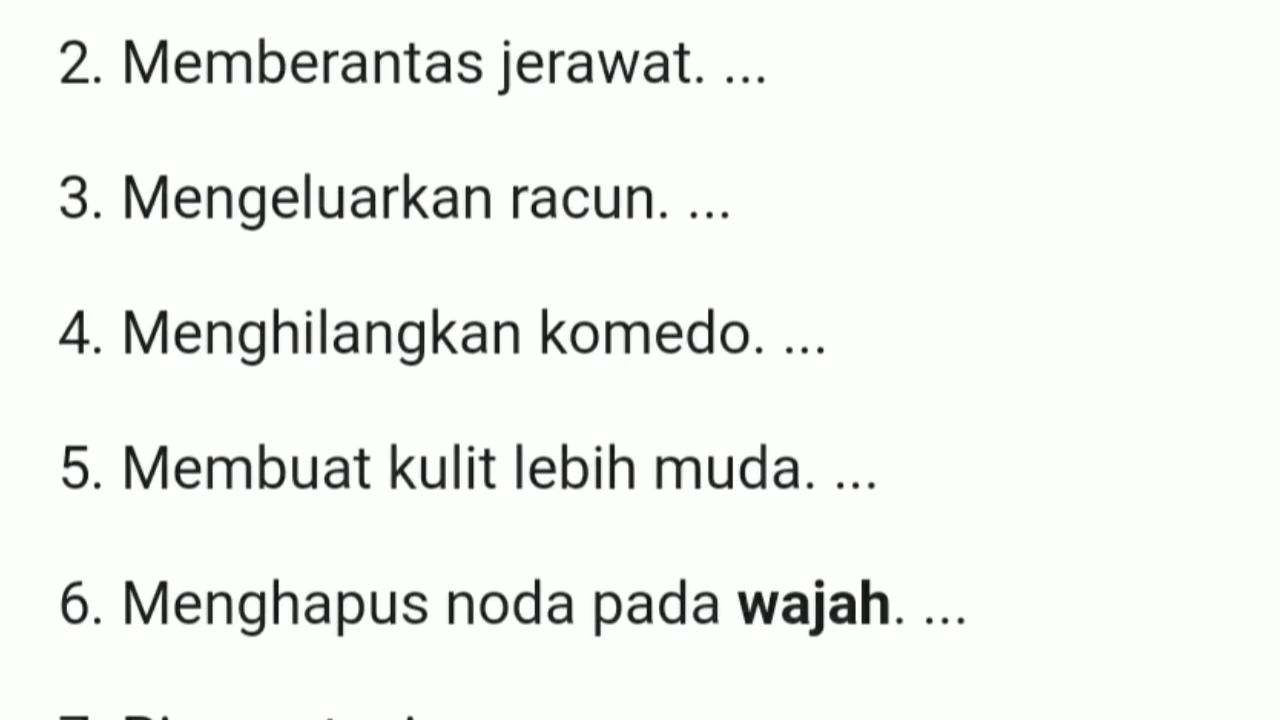 2. Memberantas jerawat. ...
3. Mengeluarkan racun. ...
4. Menghilangkan komedo. ...
5. Membuat kulit lebih muda. ...
6. Menghapus noda pada wajah. ...